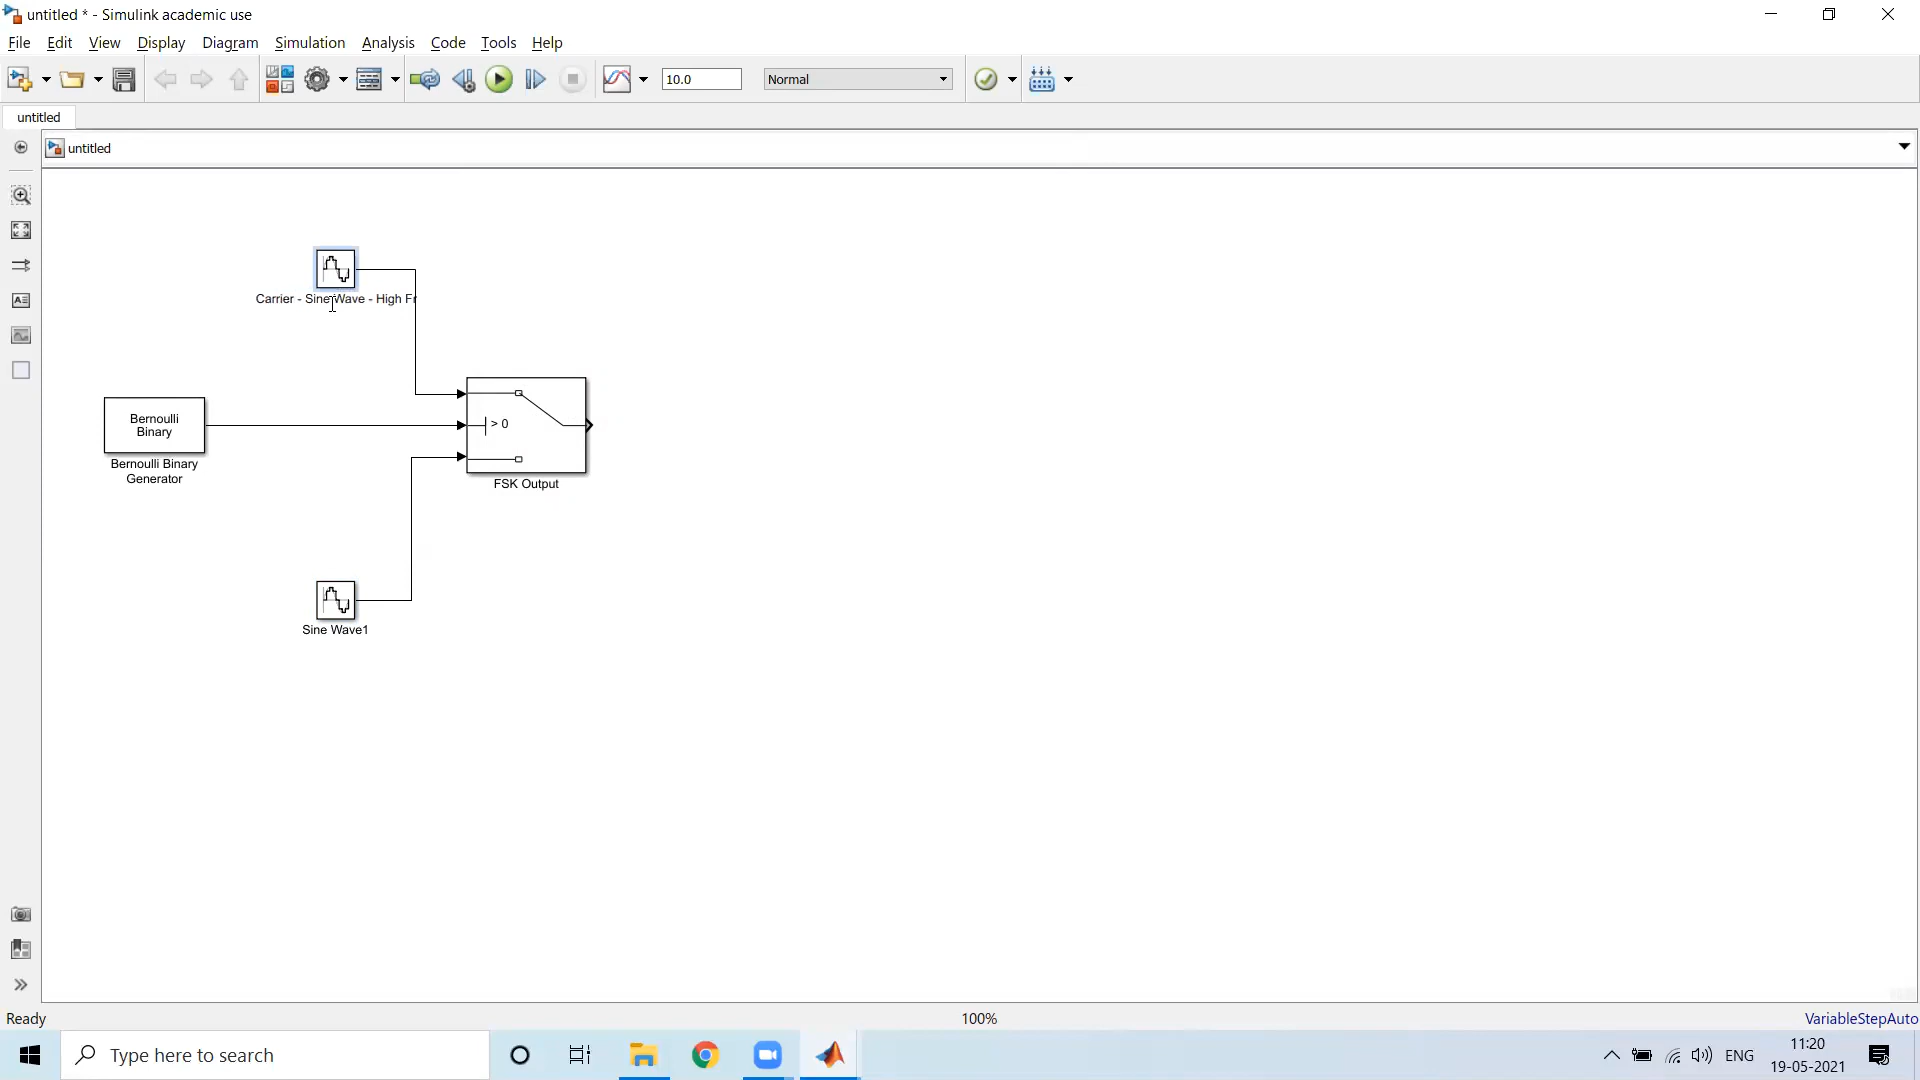 untitled * - Simulink academic use
File Edit View Display Diagram Simulation Analysis Code Tools Help
10.0 Normal
untitled
untitled
Carrier - Sine Wave - High Fr
Bernoulli
Binary
Bernoulli Binary
Generator
> 0
FSK Output
Sine Wave1
Ready 100% VariableStepAuto
Type here to search
ENG
11:20
19-05-2021